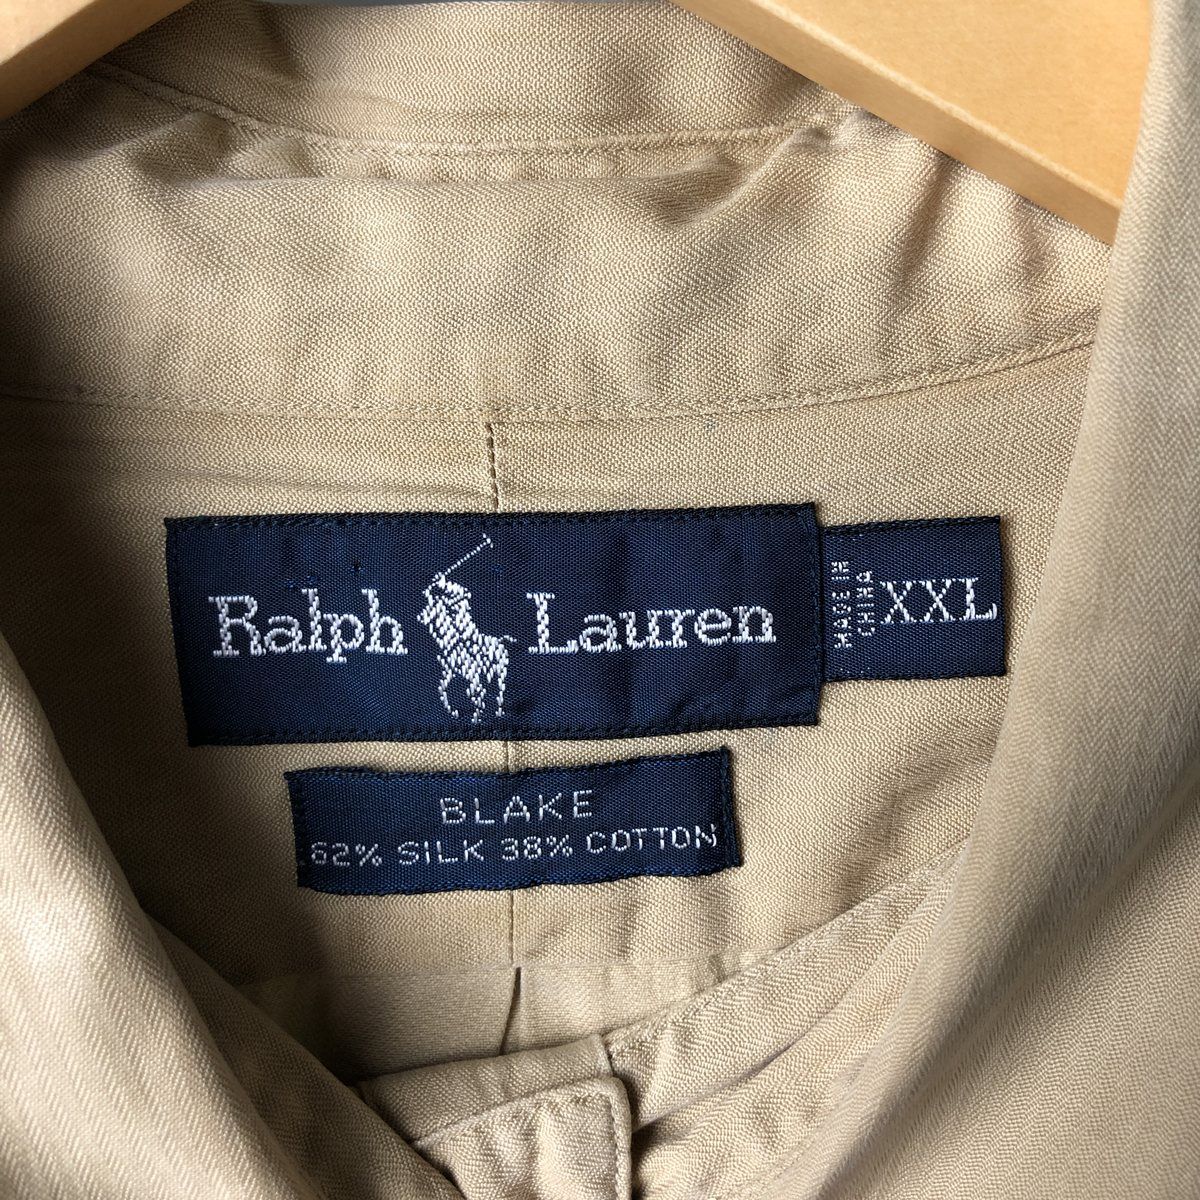 Ralph Lauren
MADE IN
CHINA
XXL
BLAKE
62% SILK 38% COTTON